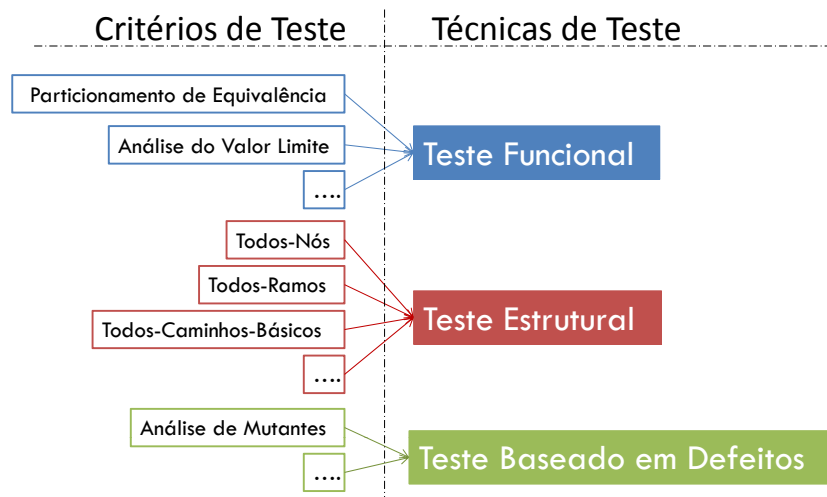 Critérios de Teste
Técnicas de Teste
Particionamento de Equivalência
Análise do Valor Limite
....
Teste Funcional
Todos-Nós
Todos-Ramos
Todos-Caminhos-Básicos
....
Teste Estrutural
Análise de Mutantes
....
Teste Baseado em Defeitos